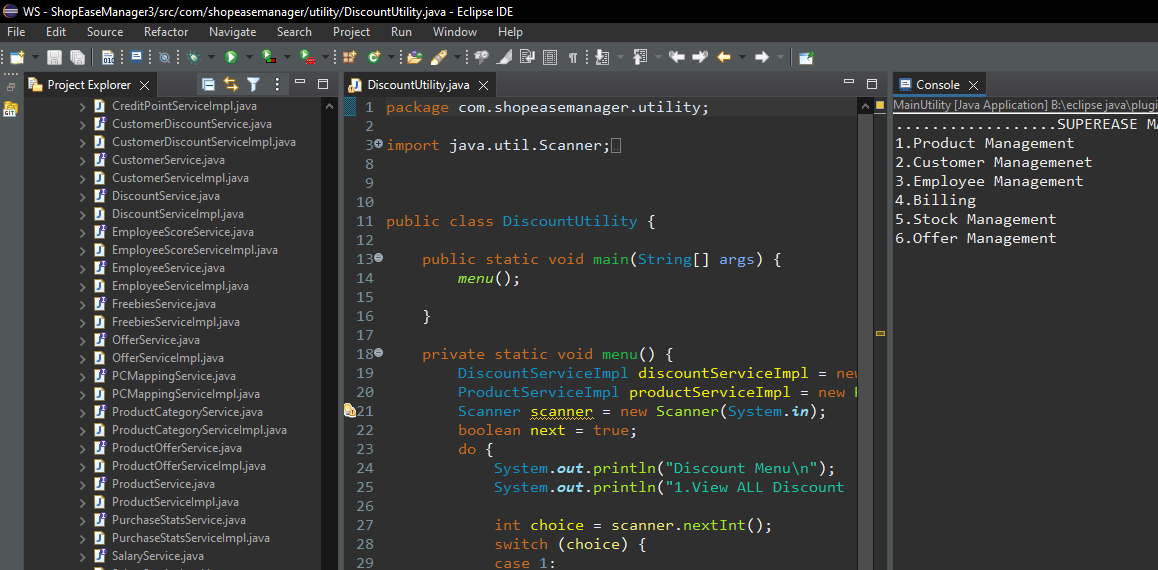 WS - ShopEaseManager3/src/com/shopeasemanager/utility/DiscountUtility.java - Eclipse IDE
File Edit Source Refactor Navigate Search Project Run Window Help
Project Explorer
CreditPointServiceImpl.java
CustomerDiscountService.java
CustomerDiscountServiceImpl.java
CustomerService.java
CustomerServiceImpl.java
DiscountService.java
DiscountServiceImpl.java
EmployeeScoreService.java
EmployeeScoreServiceImpl.java
EmployeeService.java
EmployeeServiceImpl.java
FreebiesService.java
FreebiesServiceImpl.java
OfferService.java
OfferServiceImpl.java
PCMappingService.java
PCMappingServiceImpl.java
ProductCategoryService.java
ProductCategoryServiceImpl.java
ProductOfferService.java
ProductOfferServiceImpl.java
ProductService.java
ProductServiceImpl.java
PurchaseStatsService.java
PurchaseStatsServiceImpl.java
SalaryService.java
DiscountUtility.java
1 package com.shopeasemanager.utility;
2
3 import java.util.Scanner;
8
9
10
11 public class DiscountUtility {
12
13 public static void main(String[] args) {
14 menu();
15
16 }
17
18 private static void menu() {
19 DiscountServiceImpl discountServiceImpl = new
20 ProductServiceImpl productServiceImpl = new
21 Scanner scanner = new Scanner(System.in);
22 boolean next = true;
23 do {
24 System.out.println("Discount Menu\n");
25 System.out.println("1.View ALL Discount
26
27 int choice = scanner.nextInt();
28 switch (choice) {
29 case 1:
Console
MainUtility [Java Application] B:\eclipse java\plugi
..................SUPEREASE MA
1.Product Management
2.Customer Managemenet
3.Employee Management
4.Billing
5.Stock Management
6.Offer Management